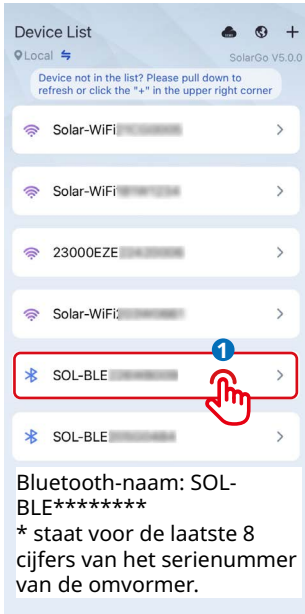 Device List
Local
SolarGo V5.0.0
Device not in the list? Please pull down to
refresh or click the "+" in the upper right corner
Solar-WiFi
Solar-WiFi
23000EZE
Solar-WiFi
1
SOL-BLE
SOL-BLE
Bluetooth-naam: SOL-
BLE********
* staat voor de laatste 8
cijfers van het serienummer
van de omvormer.